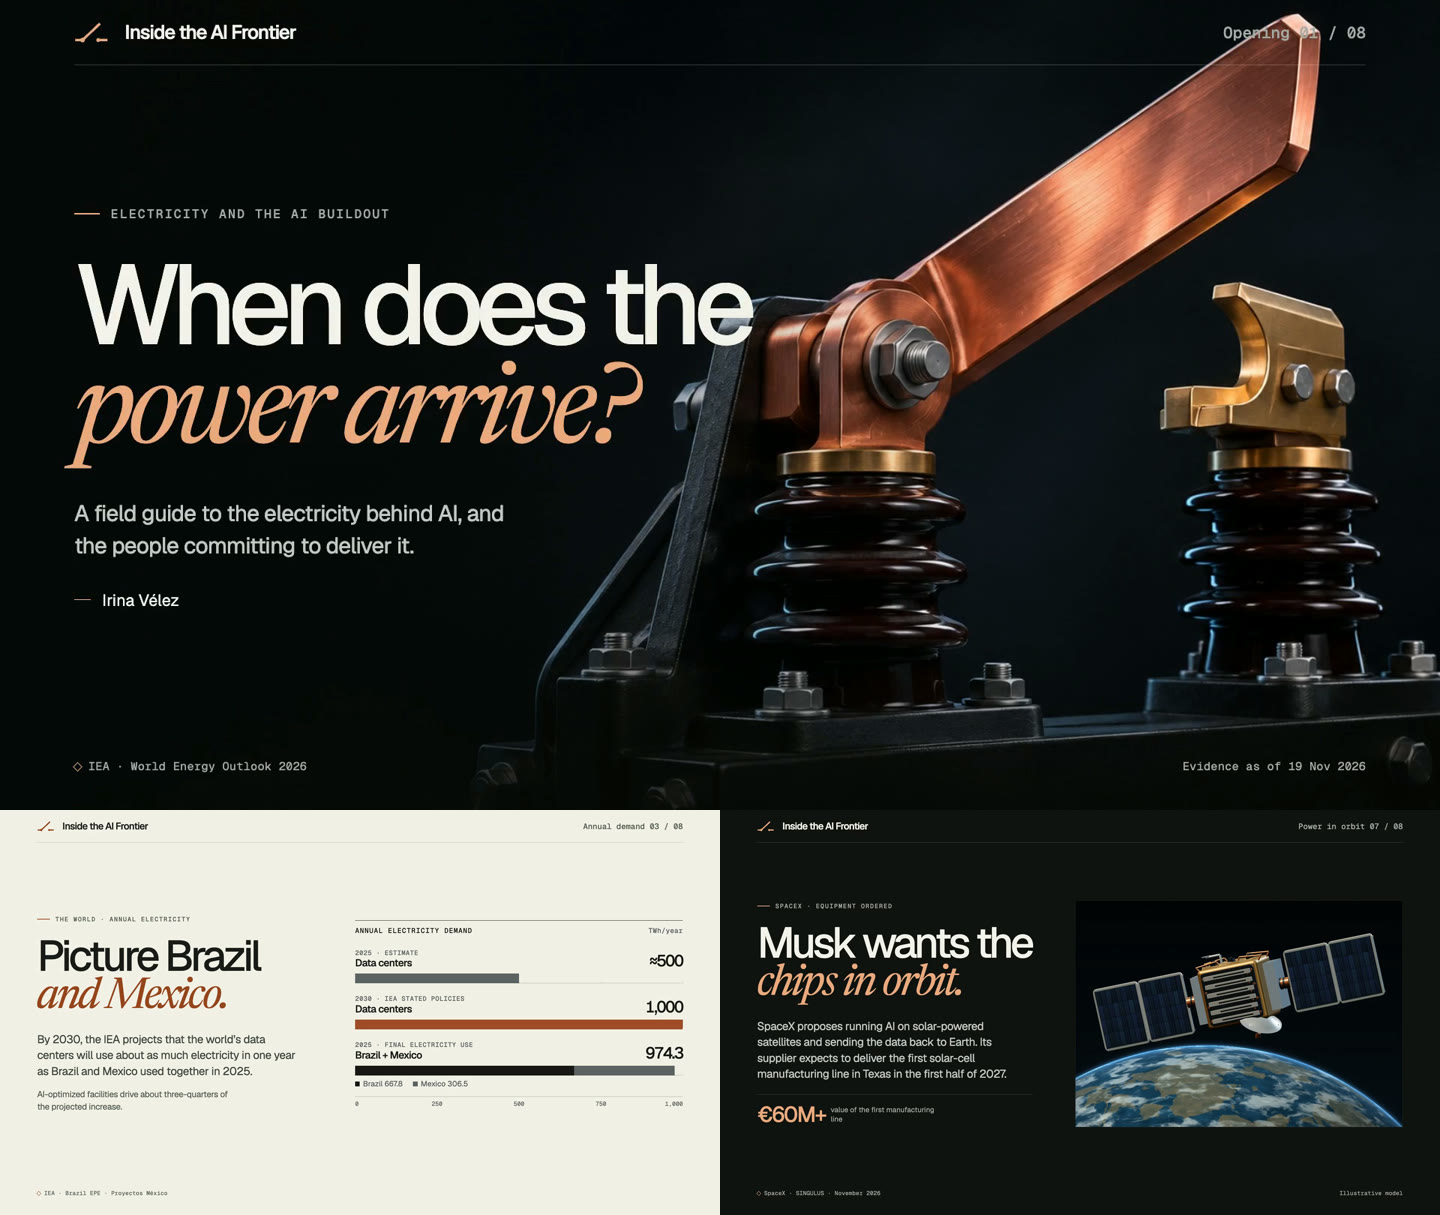 Inside the AI Frontier
Opening 01 / 08
ELECTRICITY AND THE AI BUILDOUT
When does the
power arrive?
A field guide to the electricity behind AI, and
the people committing to deliver it.
Irina Vélez
IEA · World Energy Outlook 2026
Evidence as of 19 Nov 2026
Inside the AI Frontier
Annual demand 03 / 08
THE WORLD · ANNUAL ELECTRICITY
Picture Brazil
and Mexico.
By 2030, the IEA projects that the world's data
centers will use about as much electricity in one year
as Brazil and Mexico used together in 2025.
AI-optimized facilities drive about three-quarters of
the projected increase.
ANNUAL ELECTRICITY DEMAND
TWh/year
2025 · ESTIMATE
Data centers
≈500
2030 · IEA STATED POLICIES
Data centers
1,000
2025 · FINAL ELECTRICITY USE
Brazil + Mexico
974.3
Brazil 667.8 Mexico 306.5
0 250 500 750 1,000
IEA · Brazil EPE · Proyectos México
Inside the AI Frontier
Power in orbit 07 / 08
SPACEX · EQUIPMENT ORDERED
Musk wants the
chips in orbit.
SpaceX proposes running AI on solar-powered
satellites and sending the data back to Earth. Its
supplier expects to deliver the first solar-cell
manufacturing line in Texas in the first half of 2027.
€60M+ value of the first manufacturing
line
SpaceX · SINGULUS · November 2026
Illustrative model